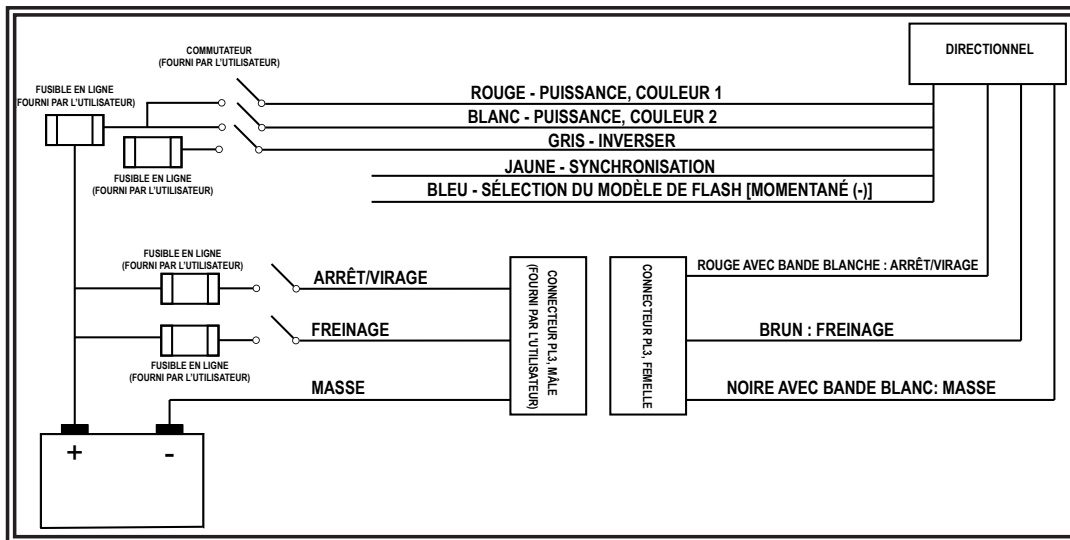 COMMUTATEUR
(FOURNI PAR L'UTILISATEUR)
DIRECTIONNEL
FUSIBLE EN LIGNE
(FOURNI PAR L'UTILISATEUR)
ROUGE - PUISSANCE, COULEUR 1
BLANC - PUISSANCE, COULEUR 2
GRIS - INVERSER
FUSIBLE EN LIGNE
(FOURNI PAR L'UTILISATEUR)
JAUNE - SYNCHRONISATION
BLEU - SÉLECTION DU MODÈLE DE FLASH [MOMENTANÉ (-)]
FUSIBLE EN LIGNE
(FOURNI PAR L'UTILISATEUR)
ARRÊT/VIRAGE
FREINAGE
FUSIBLE EN LIGNE
(FOURNI PAR L'UTILISATEUR)
MASSE
CONNECTEUR PL3, MÂLE
(FOURNI PAR L'UTILISATEUR)
CONNECTEUR PL3, FEMELLE
ROUGE AVEC BANDE BLANCHE : ARRÊT/VIRAGE
BRUN : FREINAGE
NOIRE AVEC BANDE BLANC: MASSE
+ -